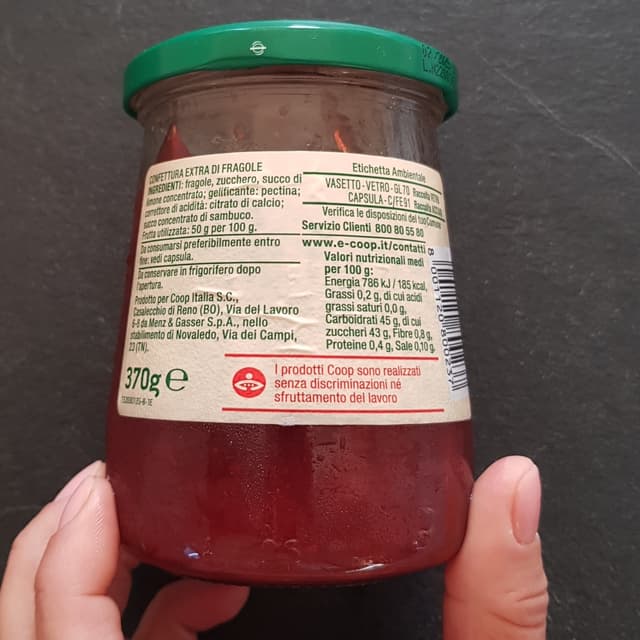 CONFETTURA EXTRA DI FRAGOLE
INGREDIENTI: fragole, zucchero, succo di
limone concentrato; gelificante: pectina;
correttore di acidità: citrato di calcio;
succo concentrato di sambuco.
Frutta utilizzata: 50 g per 100 g.
Da consumarsi preferibilmente entro
fine: vedi capsula.
Da conservare in frigorifero dopo
l'apertura.
Prodotto per Coop Italia S.C.,
Casalecchio di Reno (BO), Via del Lavoro
6-8 da Menz & Gasser S.p.A., nello
stabilimento di Novaledo, Via dei Campi,
23 (TN).
370g e
Etichetta Ambientale
VASETTO-VETRO-GL70 Raccolta VETRO
CAPSULA-C/FE91 Raccolta
Verifica le disposizioni del tuo Comune
Servizio Clienti 800 80 55 80
www.e-coop.it/contatti
Valori nutrizionali medi
per 100 g:
Energia 786 kJ / 185 kcal,
Grassi 0,2 g, di cui acidi
grassi saturi 0,0 g,
Carboidrati 45 g, di cui
zuccheri 43 g, Fibre 0,8 g,
Proteine 0,4 g, Sale 0,10 g.
I prodotti Coop sono realizzati
senza discriminazioni né
sfruttamento del lavoro